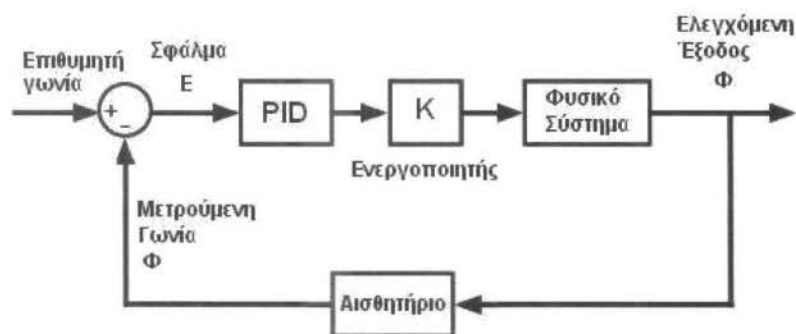 Επιθυμητή
γωνία
Σφάλμα
Ε
+
−
PID
K
Ενεργοποιητής
Φυσικό
Σύστημα
Ελεγχόμενη
Έξοδος
Φ
Μετρούμενη
Γωνία
Φ
Αισθητήριο